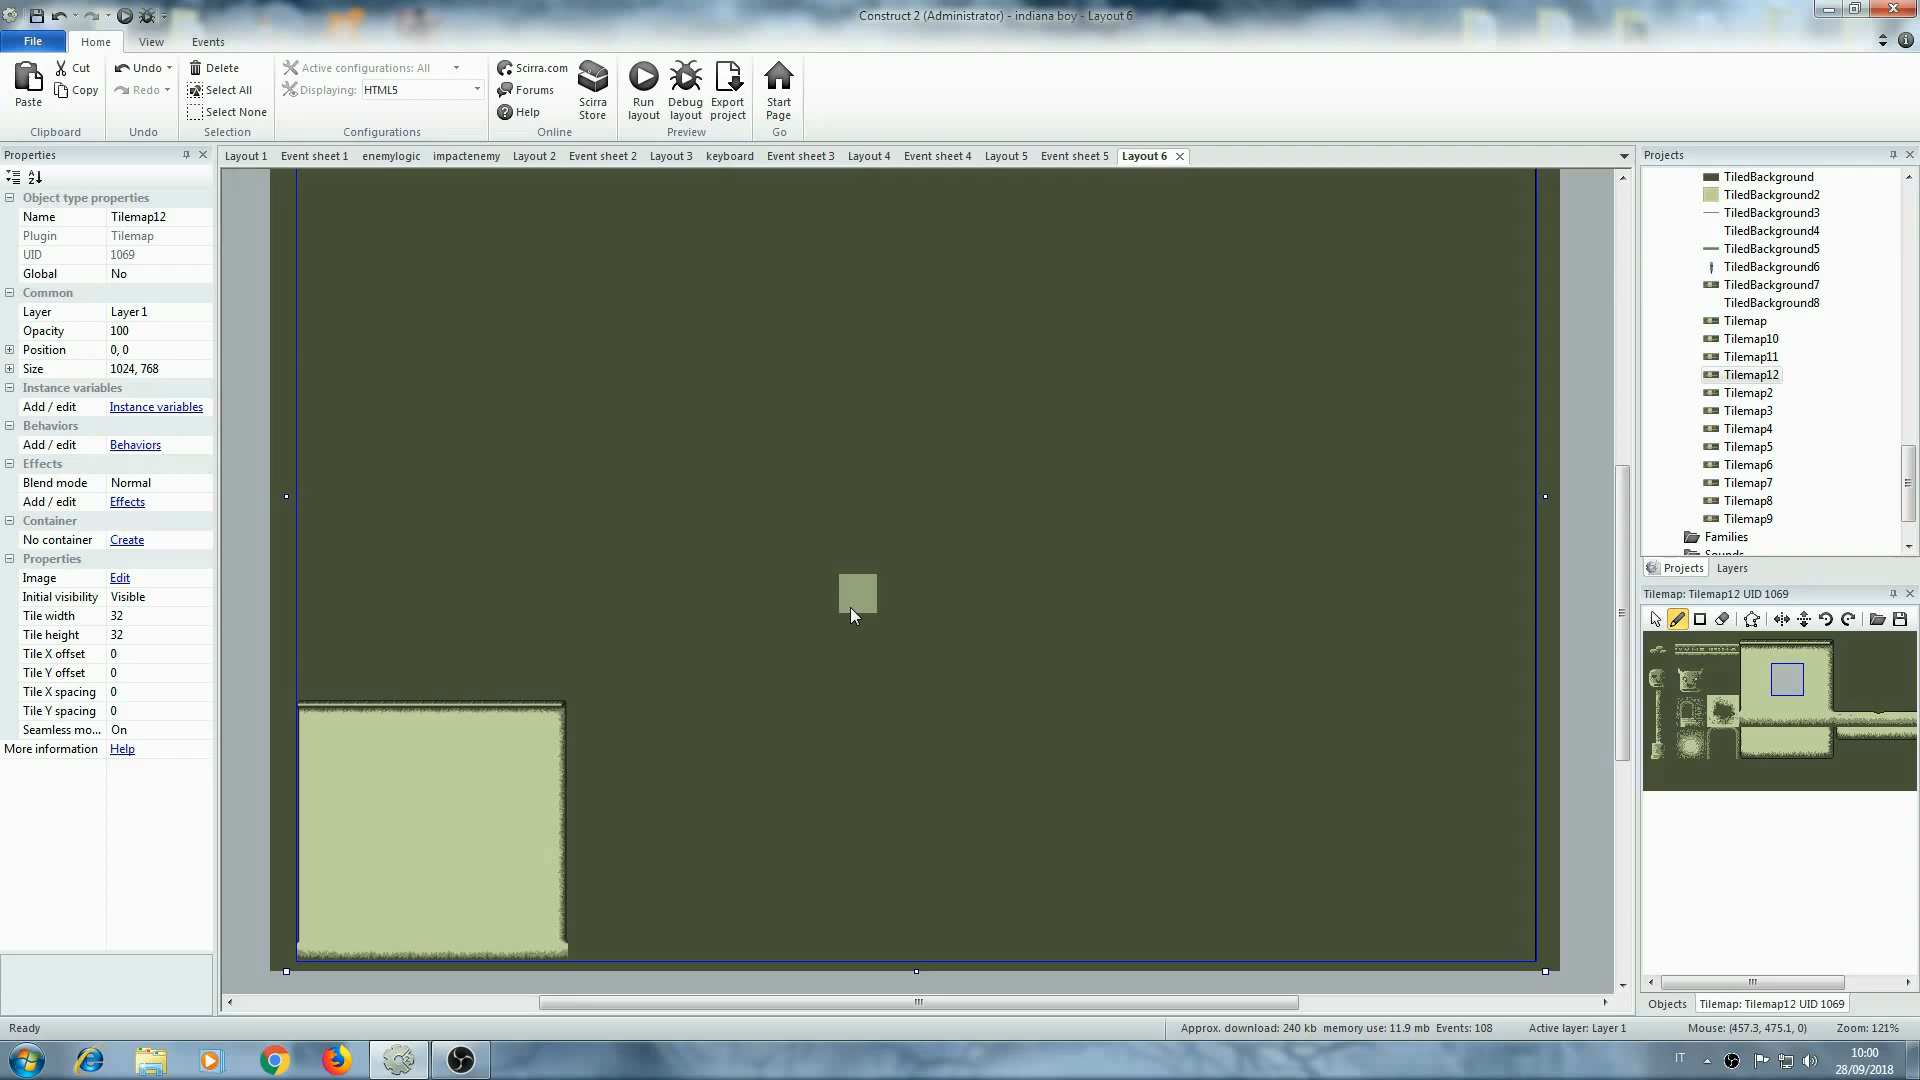 Construct 2 (Administrator) - indiana boy - Layout 6
File Home View Events
Paste
Cut
Copy
Clipboard
Undo
Redo
Undo
Delete
Select All
Select None
Selection
Active configurations: All
Displaying: HTML5
Configurations
Scirra.com
Forums
Help
Scirra Store
Online
Run layout
Debug layout
Export project
Preview
Start Page
Go
Properties
Layout 1 Event sheet 1 enemylogic impactenemy Layout 2 Event sheet 2 Layout 3 keyboard Event sheet 3 Layout 4 Event sheet 4 Layout 5 Event sheet 5 Layout 6
Object type properties
Name Tilemap12
Plugin Tilemap
UID 1069
Global No
Common
Layer Layer 1
Opacity 100
Position 0, 0
Size 1024, 768
Instance variables
Add / edit Instance variables
Behaviors
Add / edit Behaviors
Effects
Blend mode Normal
Add / edit Effects
Container
No container Create
Properties
Image Edit
Initial visibility Visible
Tile width 32
Tile height 32
Tile X offset 0
Tile Y offset 0
Tile X spacing 0
Tile Y spacing 0
Seamless mo... On
More information Help
Projects
TiledBackground
TiledBackground2
TiledBackground3
TiledBackground4
TiledBackground5
TiledBackground6
TiledBackground7
TiledBackground8
Tilemap
Tilemap10
Tilemap11
Tilemap12
Tilemap2
Tilemap3
Tilemap4
Tilemap5
Tilemap6
Tilemap7
Tilemap8
Tilemap9
Families
Sounds
Projects Layers
Tilemap: Tilemap12 UID 1069
Objects Tilemap: Tilemap12 UID 1069
Ready
Approx. download: 240 kb memory use: 11.9 mb Events: 108 Active layer: Layer 1 Mouse: (457.3, 475.1, 0) Zoom: 121%
IT
10:00
28/09/2018